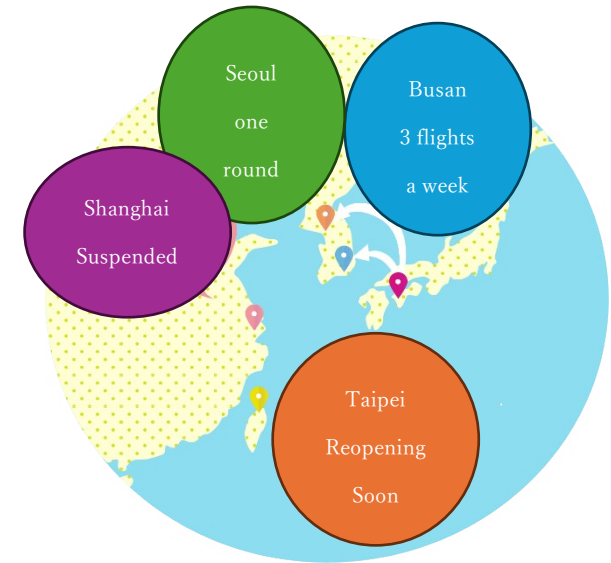 Seoul
one
round
Busan
3 flights
a week
Shanghai
Suspended
Taipei
Reopening
Soon